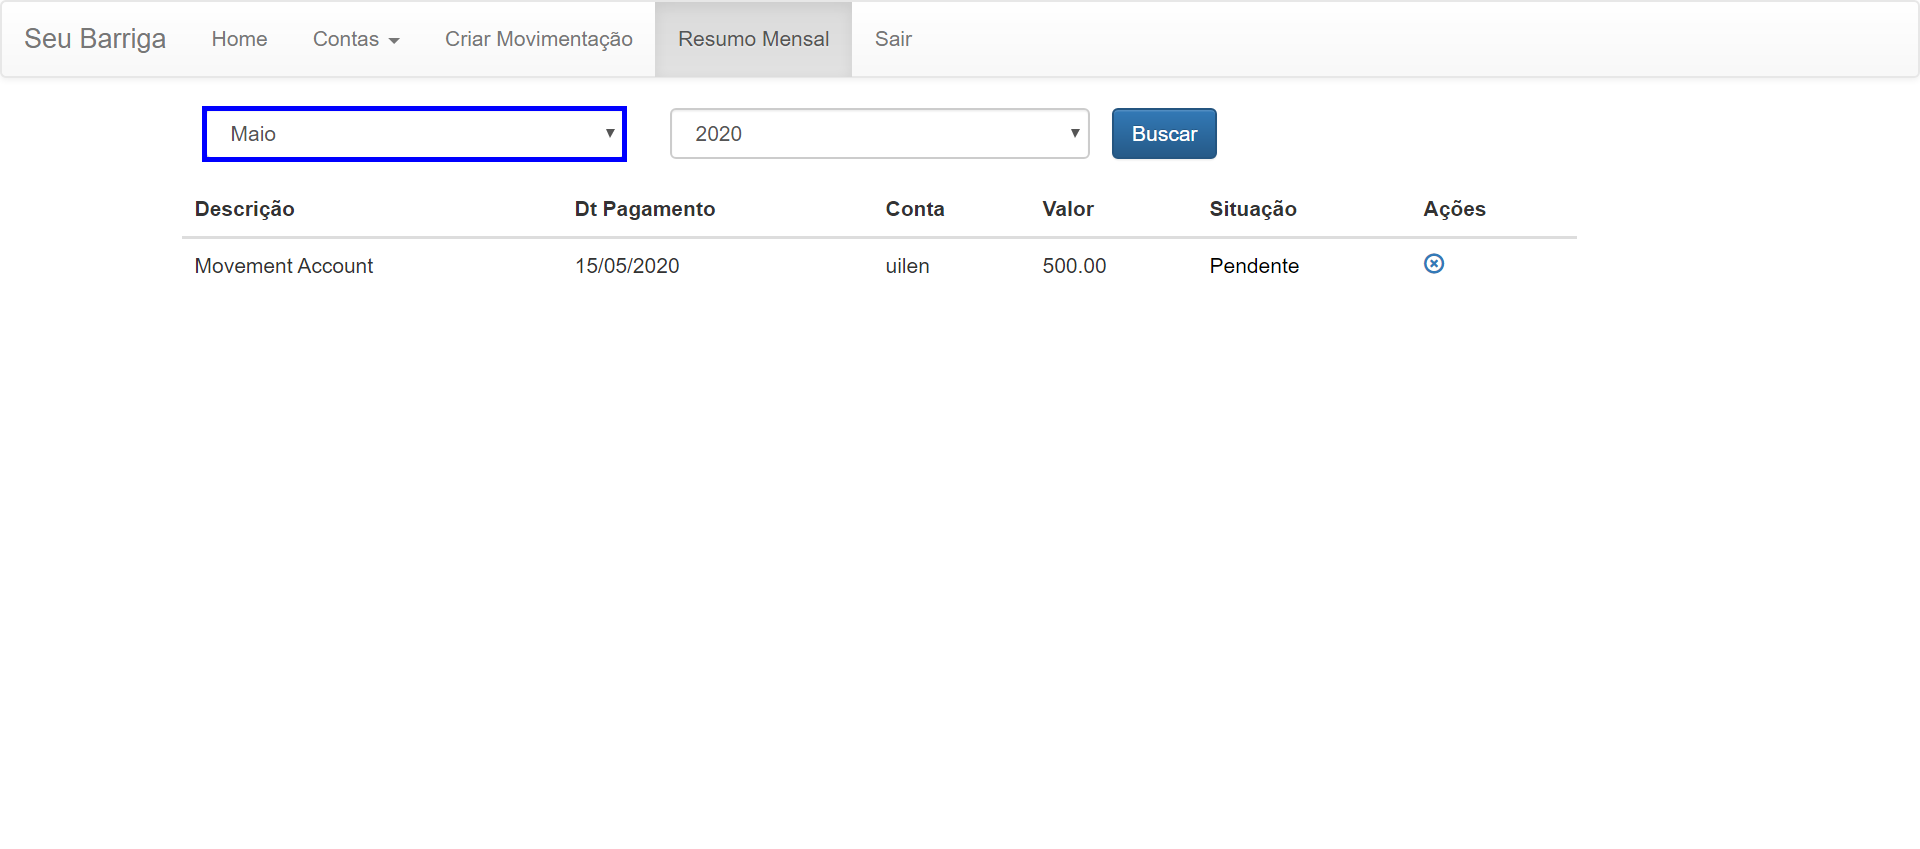 Seu Barriga Home Contas Criar Movimentação Resumo Mensal Sair
Maio 2020 Buscar
Descrição Dt Pagamento Conta Valor Situação Ações
Movement Account 15/05/2020 uilen 500.00 Pendente